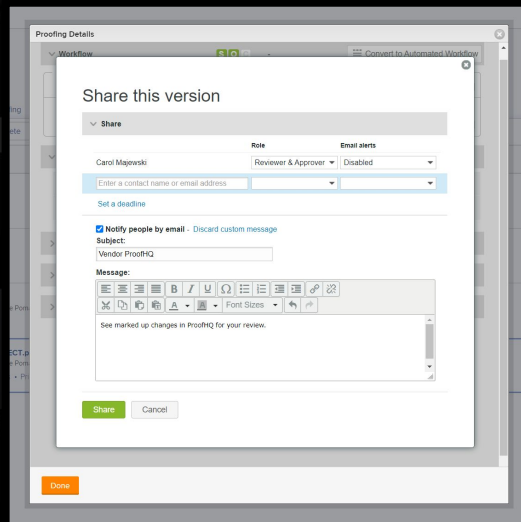 Proofing Details
Workflow
S O -
Convert to Automated Workflow
Share this version
Share
Role Email alerts
Carol Majewski Reviewer & Approver Disabled
Enter a contact name or email address
Set a deadline
Notify people by email - Discard custom message
Subject:
Vendor ProofHQ
Message:
B I U Ω
A A Font Sizes
See marked up changes in ProofHQ for your review.
Share Cancel
Done